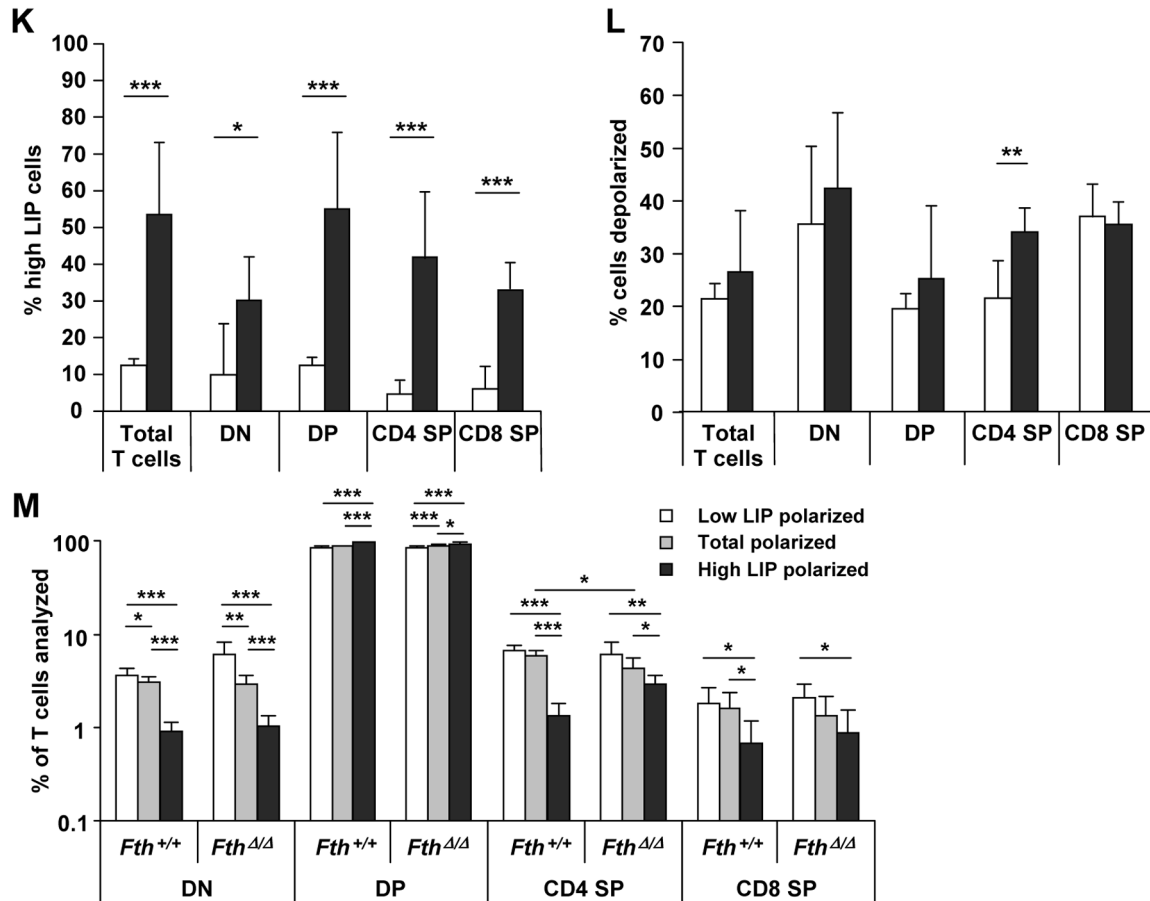 K
% high LIP cells
100
90
80
70
60
50
40
30
20
10
0
***
*
***
***
***
Total T cells
DN
DP
CD4 SP
CD8 SP
L
% cells depolarized
70
60
50
40
30
20
10
0
**
Total T cells
DN
DP
CD4 SP
CD8 SP
M
% of T cells analyzed
100
10
1
0.1
Low LIP polarized
Total polarized
High LIP polarized
***
*
***
***
**
***
***
***
***
***
*
*
***
***
**
*
*
*
*
Fth+/+
FthΔ/Δ
Fth+/+
FthΔ/Δ
Fth+/+
FthΔ/Δ
Fth+/+
FthΔ/Δ
DN
DP
CD4 SP
CD8 SP